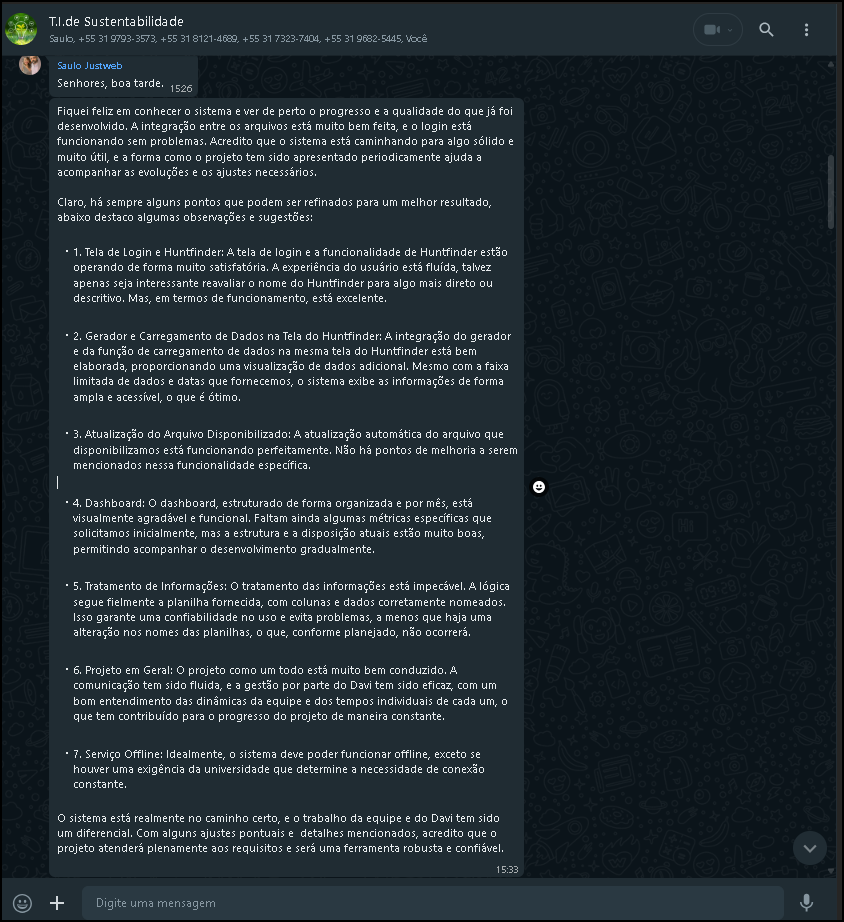 T.I.de Sustentabilidade
Saulo, +55 31 9793-3573, +55 31 8121-4689, +55 31 7323-7404, +55 31 9682-5445, Você
Saulo Justweb
Senhores, boa tarde.
15:26
Fiquei feliz em conhecer o sistema e ver de perto o progresso e a qualidade do que já foi
desenvolvido. A integração entre os arquivos está muito bem feita, e o login está
funcionando sem problemas. Acredito que o sistema está caminhando para algo sólido e
muito útil, e a forma como o projeto tem sido apresentado periodicamente ajuda a
acompanhar as evoluções e os ajustes necessários.
Claro, há sempre alguns pontos que podem ser refinados para um melhor resultado,
abaixo destaco algumas observações e sugestões:
• 1. Tela de Login e Huntfinder: A tela de login e a funcionalidade de Huntfinder estão
operando de forma muito satisfatória. A experiência do usuário está fluída, talvez
apenas seja interessante reavaliar o nome do Huntfinder para algo mais direto ou
descritivo. Mas, em termos de funcionamento, está excelente.
• 2. Gerador e Carregamento de Dados na Tela do Huntfinder: A integração do gerador
e da função de carregamento de dados na mesma tela do Huntfinder está bem
elaborada, proporcionando uma visualização de dados adicional. Mesmo com a faixa
limitada de dados e datas que fornecemos, o sistema exibe as informações de forma
ampla e acessível, o que é ótimo.
• 3. Atualização do Arquivo Disponibilizado: A atualização automática do arquivo que
disponibilizamos está funcionando perfeitamente. Não há pontos de melhoria a serem
mencionados nessa funcionalidade específica.
• 4. Dashboard: O dashboard, estruturado de forma organizada e por mês, está
visualmente agradável e funcional. Faltam ainda algumas métricas específicas que
solicitamos inicialmente, mas a estrutura e a disposição atuais estão muito boas,
permitindo acompanhar o desenvolvimento gradualmente.
• 5. Tratamento de Informações: O tratamento das informações está impecável. A lógica
segue fielmente a planilha fornecida, com colunas e dados corretamente nomeados.
Isso garante uma confiabilidade no uso e evita problemas, a menos que haja uma
alteração nos nomes das planilhas, o que, conforme planejado, não ocorrerá.
• 6. Projeto em Geral: O projeto como um todo está muito bem conduzido. A
comunicação tem sido fluida, e a gestão por parte do Davi tem sido eficaz, com um
bom entendimento das dinâmicas da equipe e dos tempos individuais de cada um, o
que tem contribuído para o progresso do projeto de maneira constante.
• 7. Serviço Offline: Idealmente, o sistema deve poder funcionar offline, exceto se
houver uma exigência da universidade que determine a necessidade de conexão
constante.
O sistema está realmente no caminho certo, e o trabalho da equipe e do Davi tem sido
um diferencial. Com alguns ajustes pontuais e  detalhes mencionados, acredito que o
projeto atenderá plenamente aos requisitos e será uma ferramenta robusta e confiável.
15:33
Digite uma mensagem